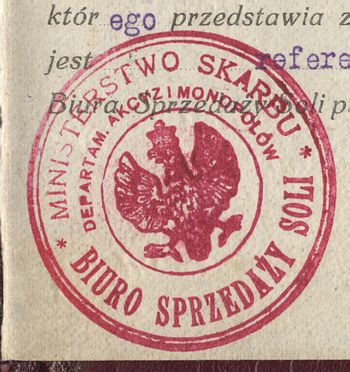 któr ego przedstawia
jest refere
Biura Sprzedaży Soli
* MINISTERSTWO SKARBU *
DEPARTAM. AKCYZ I MONOPOLÓW
BIURO SPRZEDAŻY SOLI